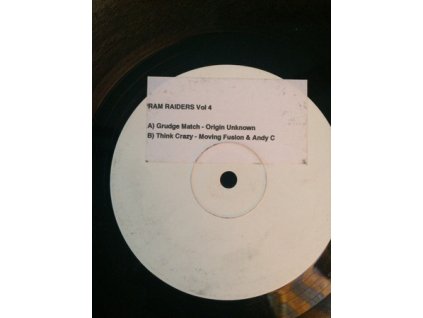 RAM RAIDERS Vol 4
A) Grudge Match - Origin Unknown
B) Think Crazy - Moving Fusion & Andy C